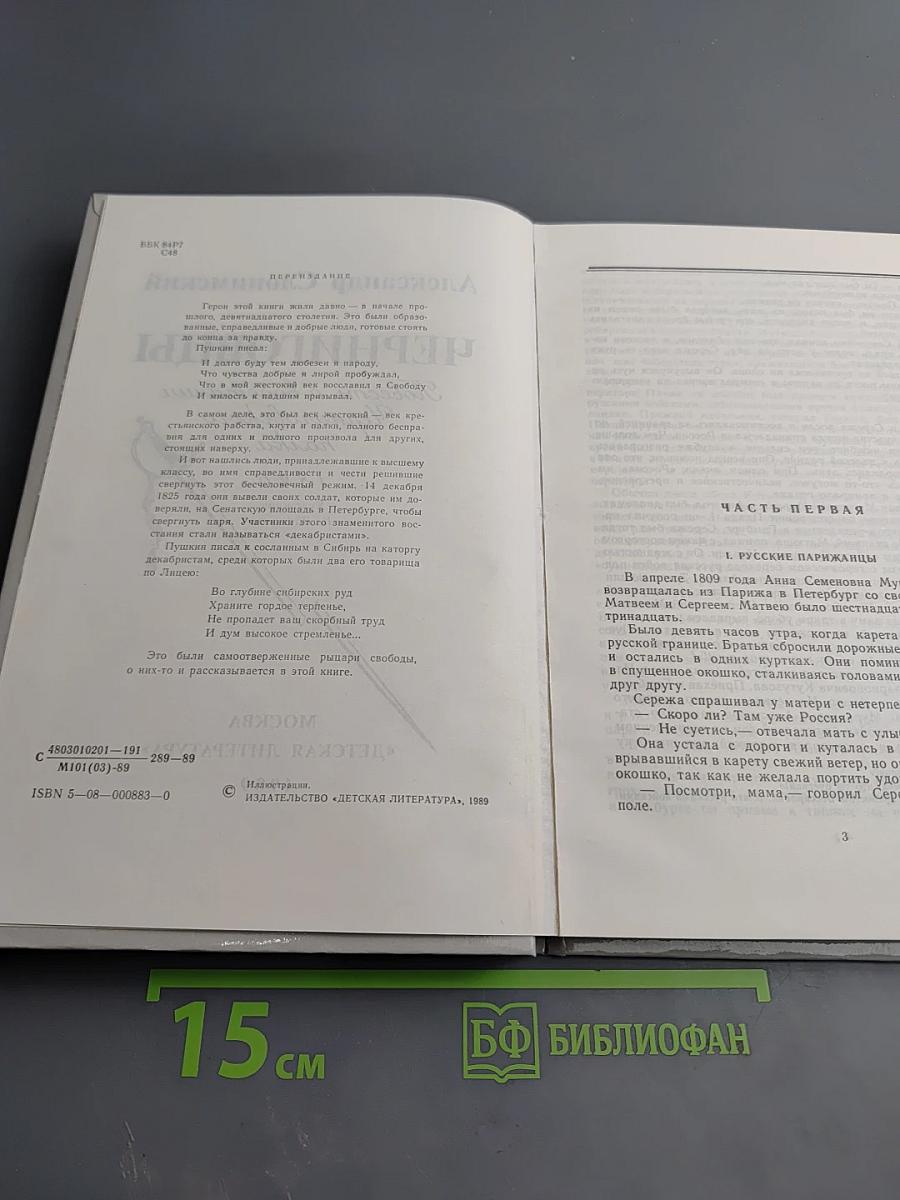 ББК 84Р7
С48
ПЕРЕИЗДАНИЕ
Герои этой книги жили давно — в начале про-
шлого, девятнадцатого столетия. Это были образо-
ванные, справедливые и добрые люди, готовые стоять
до конца за правду.
Пушкин писал:
И долго буду тем любезен я народу,
Что чувства добрые я лирой пробуждал,
Что в мой жестокий век восславил я Свободу
И милость к падшим призывал.
В самом деле, это был век жестокий — век кре-
стьянского рабства, кнута и палки, полного беспра-
вия для одних и полного произвола для других,
стоящих наверху.
И вот нашлись люди, принадлежавшие к высшему
классу, во имя справедливости и чести решившие
свергнуть этот бесчеловечный режим. 14 декабря
1825 года они вывели своих солдат, которые им до-
веряли, на Сенатскую площадь в Петербурге, чтобы
свергнуть царя. Участники этого знаменитого вос-
стания стали называться «декабристами».
Пушкин писал к сосланным в Сибирь на каторгу
декабристам, среди которых были два его товарища
по Лицею:
Во глубине сибирских руд
Храните гордое терпенье,
Не пропадет ваш скорбный труд
И дум высокое стремленье...
Это были самоотверженные рыцари свободы,
о них-то и рассказывается в этой книге.
С 4803010201—191 289—89
М101(03)-89
ISBN 5—08—000883—0
© Иллюстрации.
ИЗДАТЕЛЬСТВО «ДЕТСКАЯ ЛИТЕРАТУРА», 1989
ЧАСТЬ ПЕРВАЯ
I. РУССКИЕ ПАРИЖАНЦЫ
В апреле 1809 года Анна Семеновна Му
возвращалась из Парижа в Петербург со св
Матвеем и Сергеем. Матвею было шестнадца
тринадцать.
Было девять часов утра, когда карета
русской границе. Братья сбросили дорожные
и остались в одних куртках. Они помин
в спущенное окошко, сталкиваясь головами
друг другу.
Сережа спрашивал у матери с нетерпе
— Скоро ли? Там уже Россия?
— Не суетись,— отвечала мать с улы
Она устала с дороги и куталась в
врывавшийся в карету свежий ветер, но о
окошко, так как не желала портить удо
— Посмотри, мама,— говорил Сере
поле.
3
15 см
БФ БИБЛИОФАН